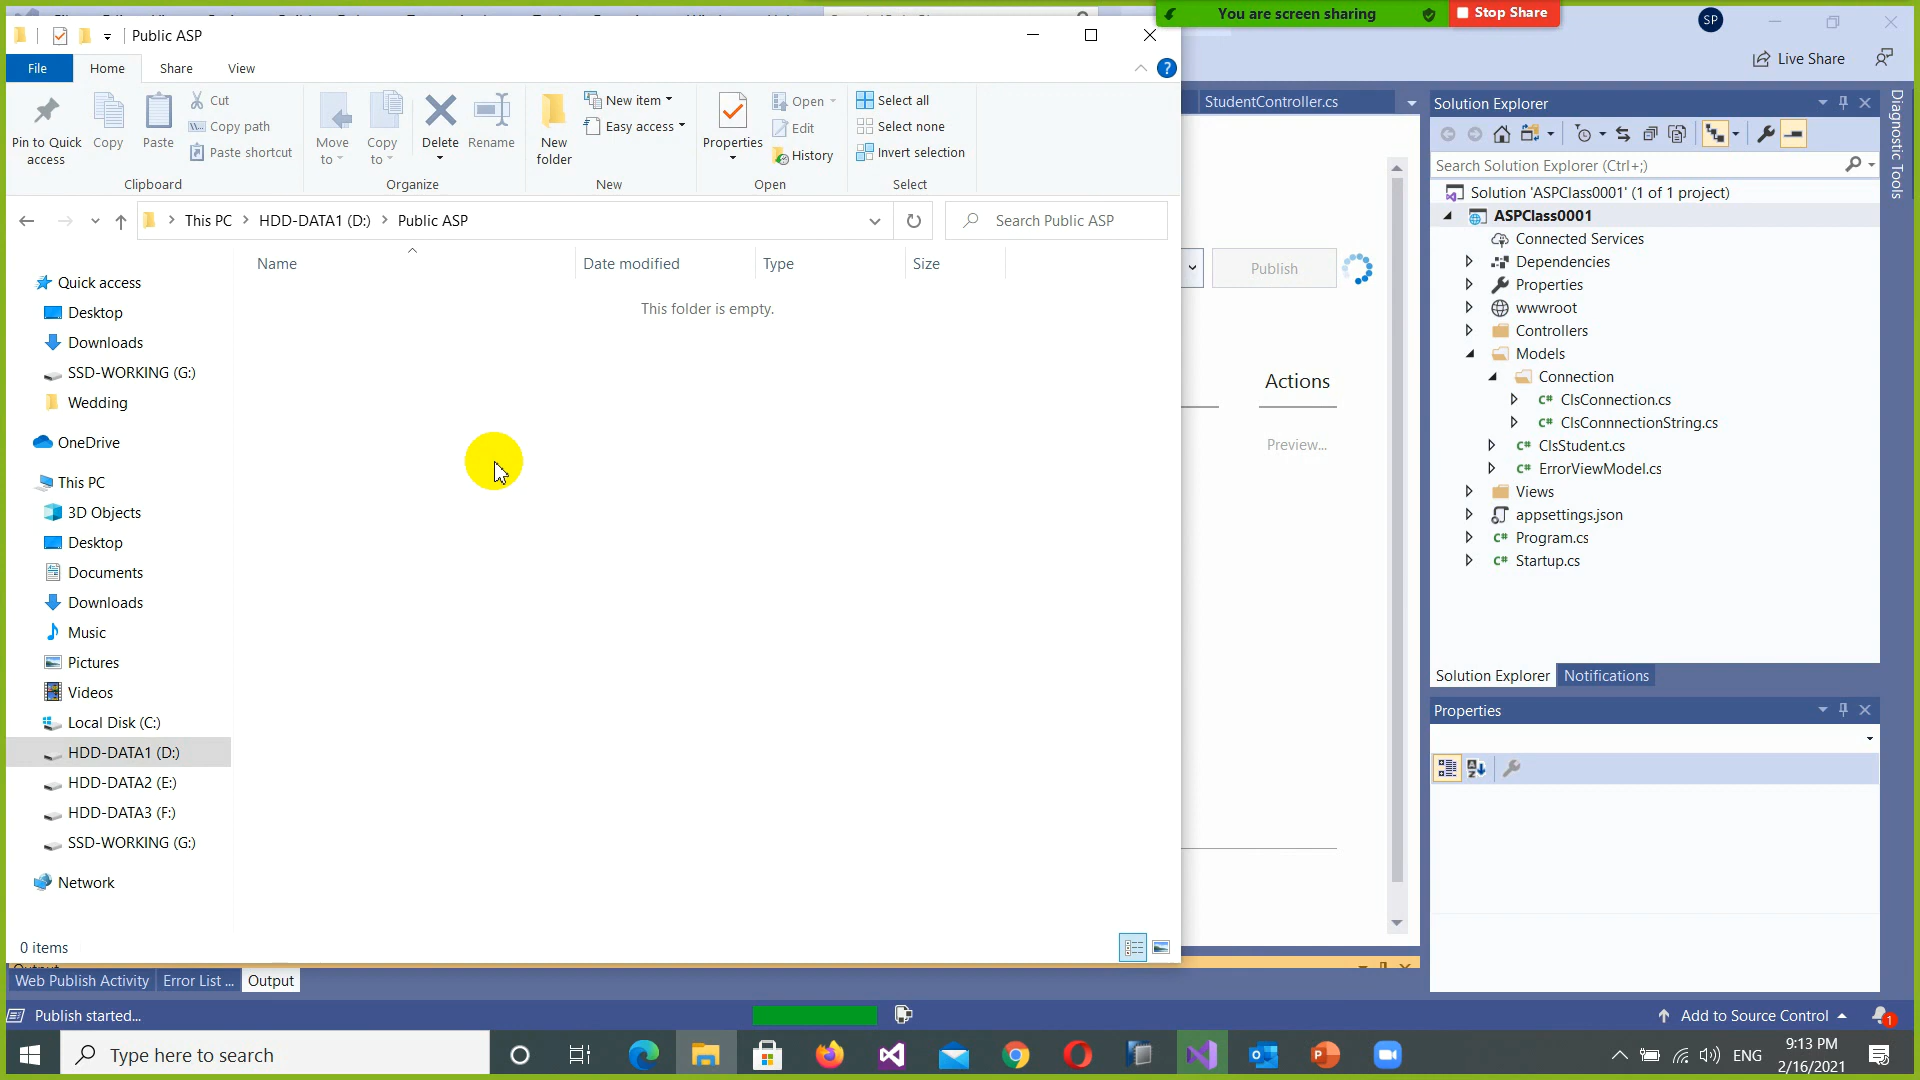 You are screen sharing
Stop Share
SP
Public ASP
File
Home
Share
View
Live Share
Pin to Quick access
Copy
Paste
Cut
Copy path
Paste shortcut
Clipboard
Move to
Copy to
Delete
Rename
Organize
New folder
New item
Easy access
New
Properties
Open
Edit
History
Open
Select all
Select none
Invert selection
Select
StudentController.cs
Solution Explorer
Diagnostic Tools
Search Solution Explorer (Ctrl+;)
Solution 'ASPClass0001' (1 of 1 project)
ASPClass0001
Connected Services
Dependencies
Properties
wwwroot
Controllers
Models
Connection
ClsConnection.cs
ClsConnnectionString.cs
ClsStudent.cs
ErrorViewModel.cs
Views
appsettings.json
Program.cs
Startup.cs
Solution Explorer
Notifications
Properties
This PC
HDD-DATA1 (D:)
Public ASP
Search Public ASP
Name
Date modified
Type
Size
This folder is empty.
Publish
Actions
Preview...
Quick access
Desktop
Downloads
SSD-WORKING (G:)
Wedding
OneDrive
This PC
3D Objects
Desktop
Documents
Downloads
Music
Pictures
Videos
Local Disk (C:)
HDD-DATA1 (D:)
HDD-DATA2 (E:)
HDD-DATA3 (F:)
SSD-WORKING (G:)
Network
0 items
Web Publish Activity
Error List ...
Output
Publish started...
Add to Source Control
1
Type here to search
ENG
9:13 PM
2/16/2021